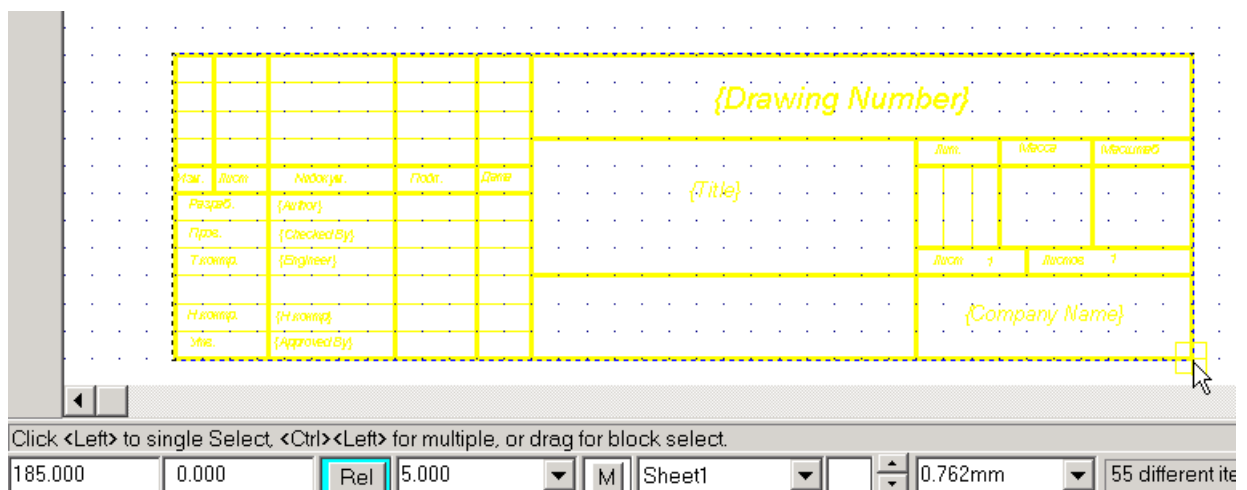 {Drawing Number}
Лит. Масса Масштаб
{Title}
Изм. Лист №докум. Подп. Дата
Разраб. {Author}
Пров. {Checked By}
Т.контр. {Engineer}
Лист 1 Листов 1
Н.контр. {Н.контр}
{Company Name}
Утв. {Approved By}
Click <Left> to single Select, <Ctrl><Left> for multiple, or drag for block select.
185.000 0.000 Rel 5.000 M Sheet1 0.762mm 55 different ite